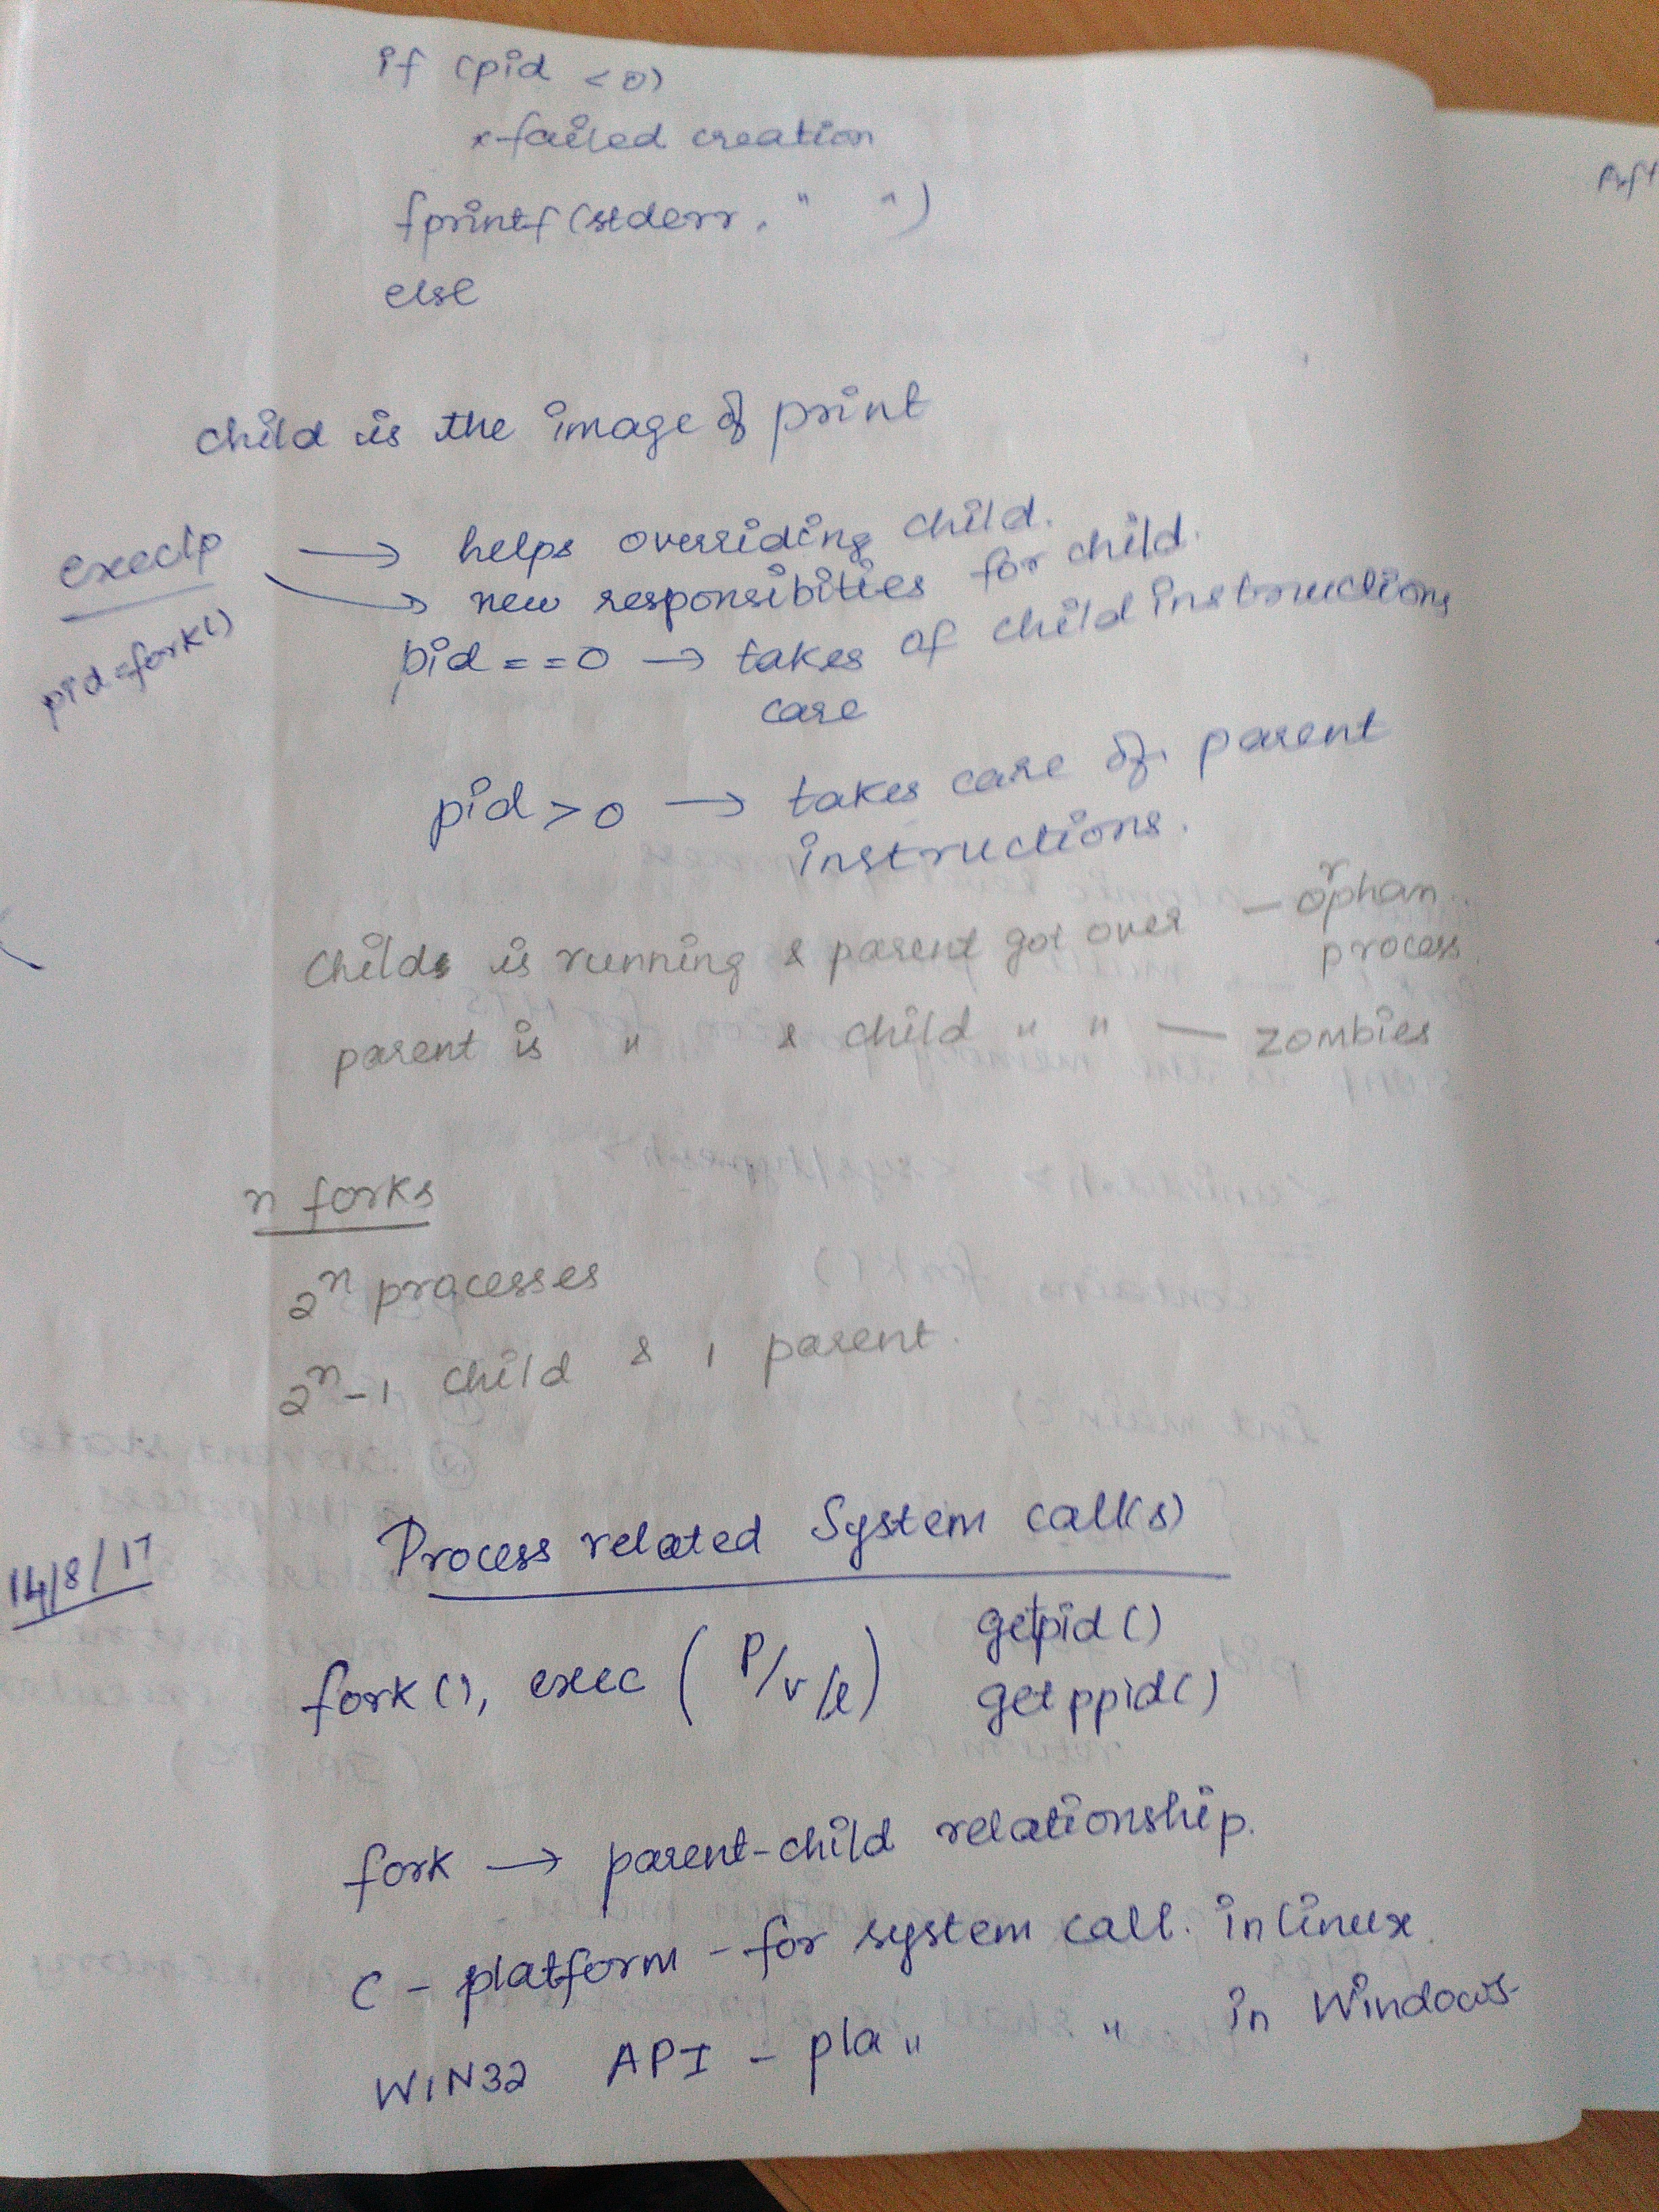 if (pid < 0)
x failed creation
fprintf(stderr, " ")
else
child is the image of print
execlp → helps overriding child.
→ new responsibities for child.
pid=fork()
pid==0 → takes care of child instructions
pid > 0 → takes care of parent
instructions.
Childs is running & parent got over — orphan
process.
parent is " & child " " — zombies
n forks
2ⁿ processes
2ⁿ-1 child & 1 parent.
14/8/17
Process related System call(s)
fork(), exec (P/v/l) getpid()
getppid()
fork → parent-child relationship.
C - platform - for system call. in linux.
WIN32 API - pla " " in Windows